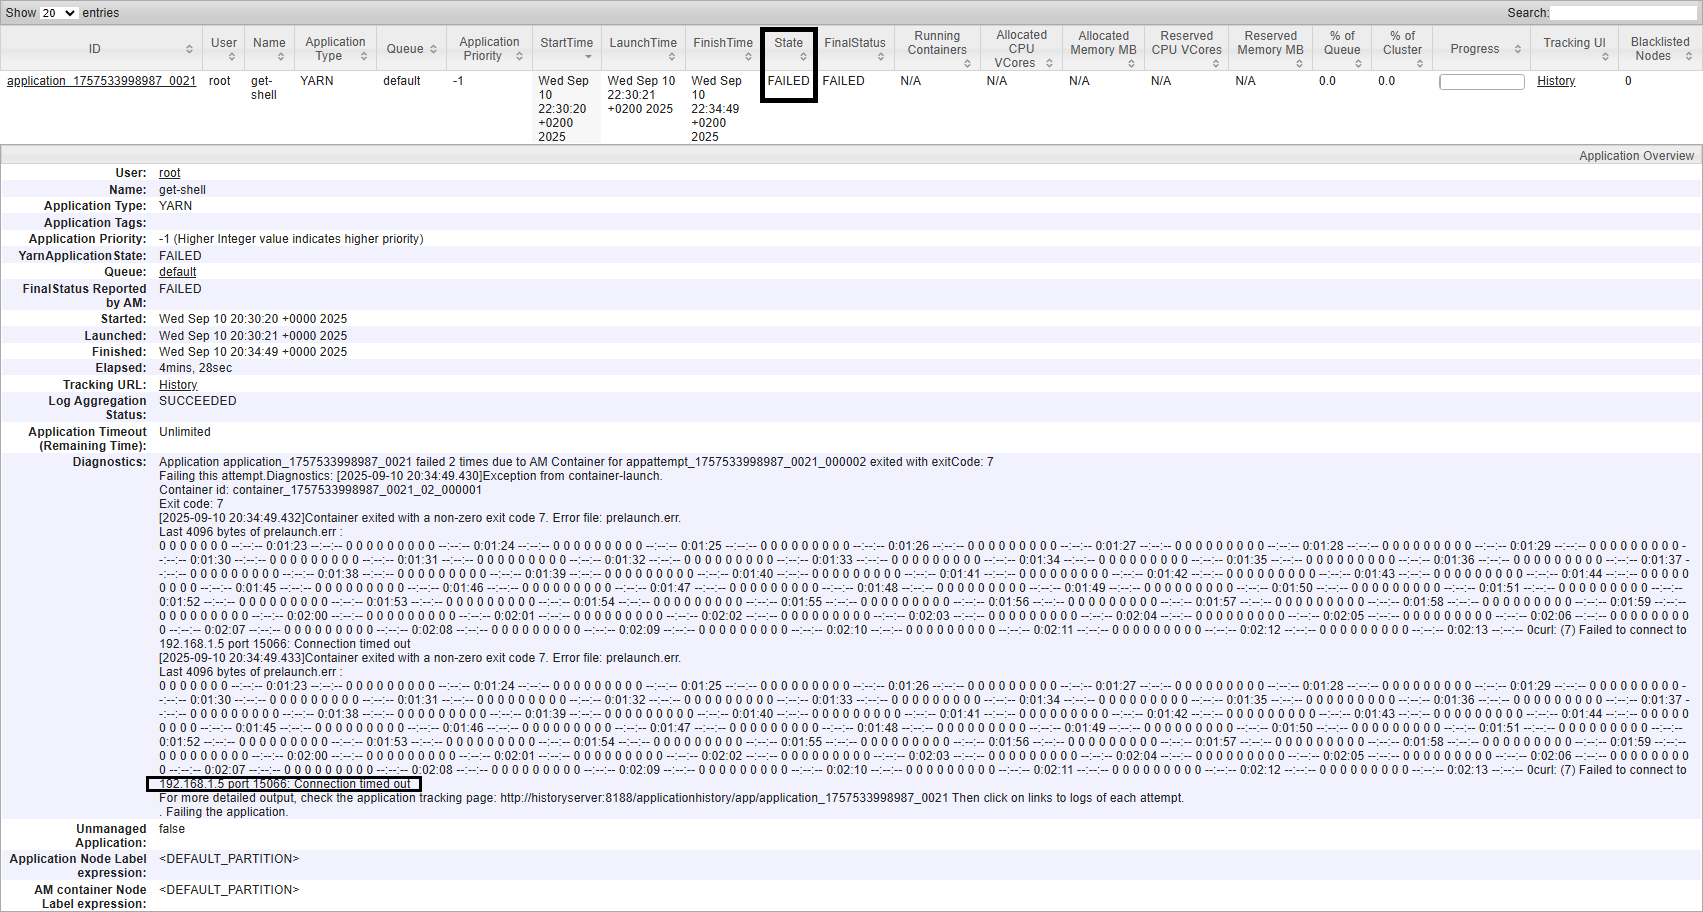 Show 20 entries
Search:
ID
User
Name
Application Type
Queue
Application Priority
StartTime
LaunchTime
FinishTime
State
FinalStatus
Running Containers
Allocated CPU VCores
Allocated Memory MB
Reserved CPU VCores
Reserved Memory MB
% of Queue
% of Cluster
Progress
Tracking UI
Blacklisted Nodes
application_1757533998987_0021
root
get-shell
YARN
default
-1
Wed Sep 10 22:30:20 +0200 2025
Wed Sep 10 22:30:21 +0200 2025
Wed Sep 10 22:34:49 +0200 2025
FAILED
FAILED
N/A
N/A
N/A
N/A
N/A
0.0
0.0
History
0
Application Overview
User: root
Name: get-shell
Application Type: YARN
Application Tags:
Application Priority: -1 (Higher Integer value indicates higher priority)
YarnApplicationState: FAILED
Queue: default
FinalStatus Reported by AM: FAILED
Started: Wed Sep 10 20:30:20 +0000 2025
Launched: Wed Sep 10 20:30:21 +0000 2025
Finished: Wed Sep 10 20:34:49 +0000 2025
Elapsed: 4mins, 28sec
Tracking URL: History
Log Aggregation Status: SUCCEEDED
Application Timeout (Remaining Time): Unlimited
Diagnostics: Application application_1757533998987_0021 failed 2 times due to AM Container for appattempt_1757533998987_0021_000002 exited with exitCode: 7
Failing this attempt.Diagnostics: [2025-09-10 20:34:49.430]Exception from container-launch.
Container id: container_1757533998987_0021_02_000001
Exit code: 7
[2025-09-10 20:34:49.432]Container exited with a non-zero exit code 7. Error file: prelaunch.err.
Last 4096 bytes of prelaunch.err :
0 0 0 0 0 0 0 --:--:-- 0:01:23 --:--:-- 0 0 0 0 0 0 0 0 0 --:--:-- 0:01:24 --:--:-- 0 0 0 0 0 0 0 0 0 --:--:-- 0:01:25 --:--:-- 0 0 0 0 0 0 0 0 0 --:--:-- 0:01:26 --:--:-- 0 0 0 0 0 0 0 0 0 --:--:-- 0:01:27 --:--:-- 0 0 0 0 0 0 0 0 0 --:--:-- 0:01:28 --:--:-- 0 0 0 0 0 0 0 0 0 --:--:-- 0:01:29 --:--:-- 0 0 0 0 0 0 0 0 0 -
-:--:-- 0:01:30 --:--:-- 0 0 0 0 0 0 0 0 0 --:--:-- 0:01:31 --:--:-- 0 0 0 0 0 0 0 0 0 --:--:-- 0:01:32 --:--:-- 0 0 0 0 0 0 0 0 0 --:--:-- 0:01:33 --:--:-- 0 0 0 0 0 0 0 0 0 --:--:-- 0:01:34 --:--:-- 0 0 0 0 0 0 0 0 0 --:--:-- 0:01:35 --:--:-- 0 0 0 0 0 0 0 0 0 --:--:-- 0:01:36 --:--:-- 0 0 0 0 0 0 0 0 0 --:--:-- 0:01:37 -
-:--:-- 0 0 0 0 0 0 0 0 0 --:--:-- 0:01:38 --:--:-- 0 0 0 0 0 0 0 0 0 --:--:-- 0:01:39 --:--:-- 0 0 0 0 0 0 0 0 0 --:--:-- 0:01:40 --:--:-- 0 0 0 0 0 0 0 0 0 --:--:-- 0:01:41 --:--:-- 0 0 0 0 0 0 0 0 0 --:--:-- 0:01:42 --:--:-- 0 0 0 0 0 0 0 0 0 --:--:-- 0:01:43 --:--:-- 0 0 0 0 0 0 0 0 0 --:--:-- 0:01:44 --:--:-- 0 0 0 0 0
0 0 0 0 --:--:-- 0:01:45 --:--:-- 0 0 0 0 0 0 0 0 0 --:--:-- 0:01:46 --:--:-- 0 0 0 0 0 0 0 0 0 --:--:-- 0:01:47 --:--:-- 0 0 0 0 0 0 0 0 0 --:--:-- 0:01:48 --:--:-- 0 0 0 0 0 0 0 0 0 --:--:-- 0:01:49 --:--:-- 0 0 0 0 0 0 0 0 0 --:--:-- 0:01:50 --:--:-- 0 0 0 0 0 0 0 0 0 --:--:-- 0:01:51 --:--:-- 0 0 0 0 0 0 0 0 0 --:--:--
0:01:52 --:--:-- 0 0 0 0 0 0 0 0 0 --:--:-- 0:01:53 --:--:-- 0 0 0 0 0 0 0 0 0 --:--:-- 0:01:54 --:--:-- 0 0 0 0 0 0 0 0 0 --:--:-- 0:01:55 --:--:-- 0 0 0 0 0 0 0 0 0 --:--:-- 0:01:56 --:--:-- 0 0 0 0 0 0 0 0 0 --:--:-- 0:01:57 --:--:-- 0 0 0 0 0 0 0 0 0 --:--:-- 0:01:58 --:--:-- 0 0 0 0 0 0 0 0 0 --:--:-- 0:01:59 --:--:--
0 0 0 0 0 0 0 0 0 --:--:-- 0:02:00 --:--:-- 0 0 0 0 0 0 0 0 0 --:--:-- 0:02:01 --:--:-- 0 0 0 0 0 0 0 0 0 --:--:-- 0:02:02 --:--:-- 0 0 0 0 0 0 0 0 0 --:--:-- 0:02:03 --:--:-- 0 0 0 0 0 0 0 0 0 --:--:-- 0:02:04 --:--:-- 0 0 0 0 0 0 0 0 0 --:--:-- 0:02:05 --:--:-- 0 0 0 0 0 0 0 0 0 --:--:-- 0:02:06 --:--:-- 0 0 0 0 0 0 0 0
0 --:--:-- 0:02:07 --:--:-- 0 0 0 0 0 0 0 0 0 --:--:-- 0:02:08 --:--:-- 0 0 0 0 0 0 0 0 0 --:--:-- 0:02:09 --:--:-- 0 0 0 0 0 0 0 0 0 --:--:-- 0:02:10 --:--:-- 0 0 0 0 0 0 0 0 0 --:--:-- 0:02:11 --:--:-- 0 0 0 0 0 0 0 0 0 --:--:-- 0:02:12 --:--:-- 0 0 0 0 0 0 0 0 0 --:--:-- 0:02:13 --:--:-- 0curl: (7) Failed to connect to
192.168.1.5 port 15066: Connection timed out
[2025-09-10 20:34:49.433]Container exited with a non-zero exit code 7. Error file: prelaunch.err.
Last 4096 bytes of prelaunch.err :
0 0 0 0 0 0 0 --:--:-- 0:01:23 --:--:-- 0 0 0 0 0 0 0 0 0 --:--:-- 0:01:24 --:--:-- 0 0 0 0 0 0 0 0 0 --:--:-- 0:01:25 --:--:-- 0 0 0 0 0 0 0 0 0 --:--:-- 0:01:26 --:--:-- 0 0 0 0 0 0 0 0 0 --:--:-- 0:01:27 --:--:-- 0 0 0 0 0 0 0 0 0 --:--:-- 0:01:28 --:--:-- 0 0 0 0 0 0 0 0 0 --:--:-- 0:01:29 --:--:-- 0 0 0 0 0 0 0 0 0 -
-:--:-- 0:01:30 --:--:-- 0 0 0 0 0 0 0 0 0 --:--:-- 0:01:31 --:--:-- 0 0 0 0 0 0 0 0 0 --:--:-- 0:01:32 --:--:-- 0 0 0 0 0 0 0 0 0 --:--:-- 0:01:33 --:--:-- 0 0 0 0 0 0 0 0 0 --:--:-- 0:01:34 --:--:-- 0 0 0 0 0 0 0 0 0 --:--:-- 0:01:35 --:--:-- 0 0 0 0 0 0 0 0 0 --:--:-- 0:01:36 --:--:-- 0 0 0 0 0 0 0 0 0 --:--:-- 0:01:37 -
-:--:-- 0 0 0 0 0 0 0 0 0 --:--:-- 0:01:38 --:--:-- 0 0 0 0 0 0 0 0 0 --:--:-- 0:01:39 --:--:-- 0 0 0 0 0 0 0 0 0 --:--:-- 0:01:40 --:--:-- 0 0 0 0 0 0 0 0 0 --:--:-- 0:01:41 --:--:-- 0 0 0 0 0 0 0 0 0 --:--:-- 0:01:42 --:--:-- 0 0 0 0 0 0 0 0 0 --:--:-- 0:01:43 --:--:-- 0 0 0 0 0 0 0 0 0 --:--:-- 0:01:44 --:--:-- 0 0 0 0 0
0 0 0 0 --:--:-- 0:01:45 --:--:-- 0 0 0 0 0 0 0 0 0 --:--:-- 0:01:46 --:--:-- 0 0 0 0 0 0 0 0 0 --:--:-- 0:01:47 --:--:-- 0 0 0 0 0 0 0 0 0 --:--:-- 0:01:48 --:--:-- 0 0 0 0 0 0 0 0 0 --:--:-- 0:01:49 --:--:-- 0 0 0 0 0 0 0 0 0 --:--:-- 0:01:50 --:--:-- 0 0 0 0 0 0 0 0 0 --:--:-- 0:01:51 --:--:-- 0 0 0 0 0 0 0 0 0 --:--:--
0:01:52 --:--:-- 0 0 0 0 0 0 0 0 0 --:--:-- 0:01:53 --:--:-- 0 0 0 0 0 0 0 0 0 --:--:-- 0:01:54 --:--:-- 0 0 0 0 0 0 0 0 0 --:--:-- 0:01:55 --:--:-- 0 0 0 0 0 0 0 0 0 --:--:-- 0:01:56 --:--:-- 0 0 0 0 0 0 0 0 0 --:--:-- 0:01:57 --:--:-- 0 0 0 0 0 0 0 0 0 --:--:-- 0:01:58 --:--:-- 0 0 0 0 0 0 0 0 0 --:--:-- 0:01:59 --:--:--
0 0 0 0 0 0 0 0 0 --:--:-- 0:02:00 --:--:-- 0 0 0 0 0 0 0 0 0 --:--:-- 0:02:01 --:--:-- 0 0 0 0 0 0 0 0 0 --:--:-- 0:02:02 --:--:-- 0 0 0 0 0 0 0 0 0 --:--:-- 0:02:03 --:--:-- 0 0 0 0 0 0 0 0 0 --:--:-- 0:02:04 --:--:-- 0 0 0 0 0 0 0 0 0 --:--:-- 0:02:05 --:--:-- 0 0 0 0 0 0 0 0 0 --:--:-- 0:02:06 --:--:-- 0 0 0 0 0 0 0 0
0 --:--:-- 0:02:07 --:--:-- 0 0 0 0 0 0 0 0 0 --:--:-- 0:02:08 --:--:-- 0 0 0 0 0 0 0 0 0 --:--:-- 0:02:09 --:--:-- 0 0 0 0 0 0 0 0 0 --:--:-- 0:02:10 --:--:-- 0 0 0 0 0 0 0 0 0 --:--:-- 0:02:11 --:--:-- 0 0 0 0 0 0 0 0 0 --:--:-- 0:02:12 --:--:-- 0 0 0 0 0 0 0 0 0 --:--:-- 0:02:13 --:--:-- 0curl: (7) Failed to connect to
192.168.1.5 port 15066: Connection timed out
For more detailed output, check the application tracking page: http://historyserver:8188/applicationhistory/app/application_1757533998987_0021 Then click on links to logs of each attempt.
. Failing the application.
Unmanaged Application: false
Application Node Label expression: <DEFAULT_PARTITION>
AM container Node Label expression: <DEFAULT_PARTITION>